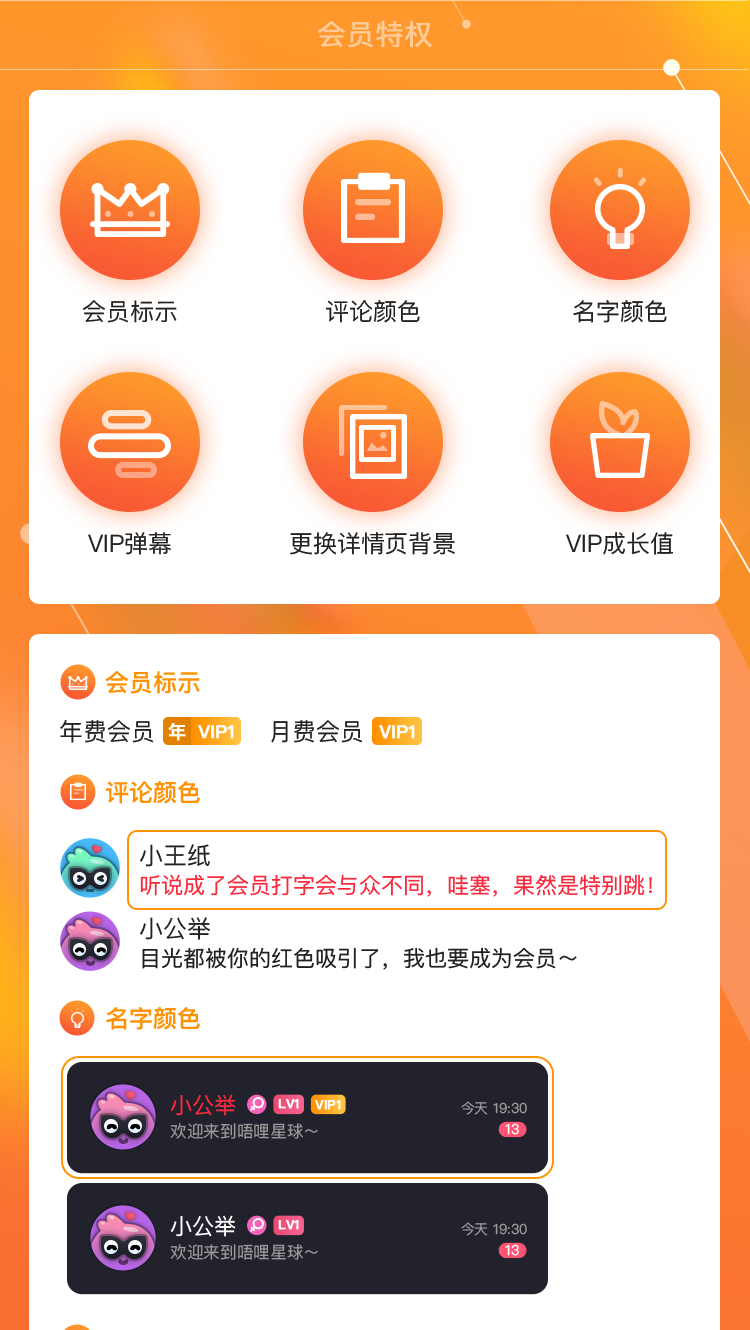 会员特权
会员标示
评论颜色
名字颜色
VIP弹幕
更换详情页背景
VIP成长值
会员标示
年费会员 年 VIP1 月费会员 VIP1
评论颜色
小王纸
听说成了会员打字会与众不同，哇塞，果然是特别跳！
小公举
目光都被你的红色吸引了，我也要成为会员～
名字颜色
小公举 LV1 VIP1 今天 19:30
欢迎来到唔哩星球～ 13
小公举 LV1 今天 19:30
欢迎来到唔哩星球～ 13